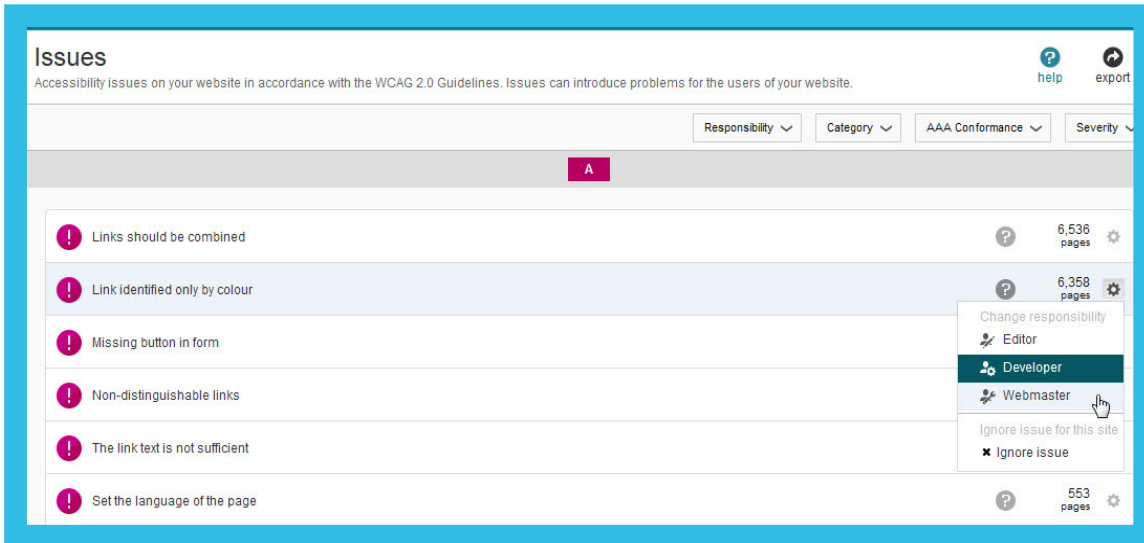 Issues
Accessibility issues on your website in accordance with the WCAG 2.0 Guidelines. Issues can introduce problems for the users of your website.
? help
export
Responsibility
Category
AAA Conformance
Severity
A
! Links should be combined ? 6,536 pages
! Link identified only by colour ? 6,358 pages
Change responsibility
Editor
Developer
Webmaster
Ignore issue for this site
Ignore issue
! Missing button in form
! Non-distinguishable links
! The link text is not sufficient
! Set the language of the page ? 553 pages